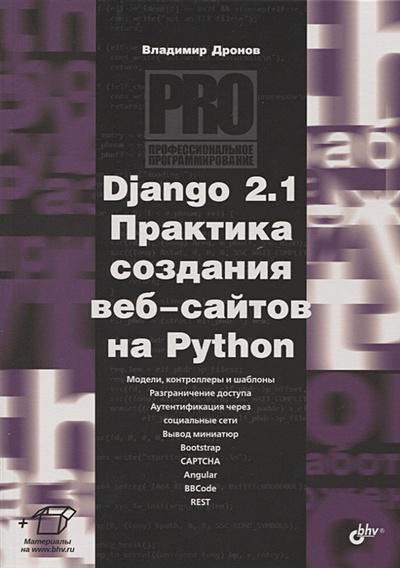 Владимир Дронов
PRO
ПРОФЕССИОНАЛЬНОЕ
ПРОГРАММИРОВАНИЕ
Django 2.1
Практика
создания
веб-сайтов
на Python
Модели, контроллеры и шаблоны
Разграничение доступа
Аутентификация через
социальные сети
Вывод миниатюр
Bootstrap
CAPTCHA
Angular
BBCode
REST
+
Материалы
на www.bhv.ru
bhv®